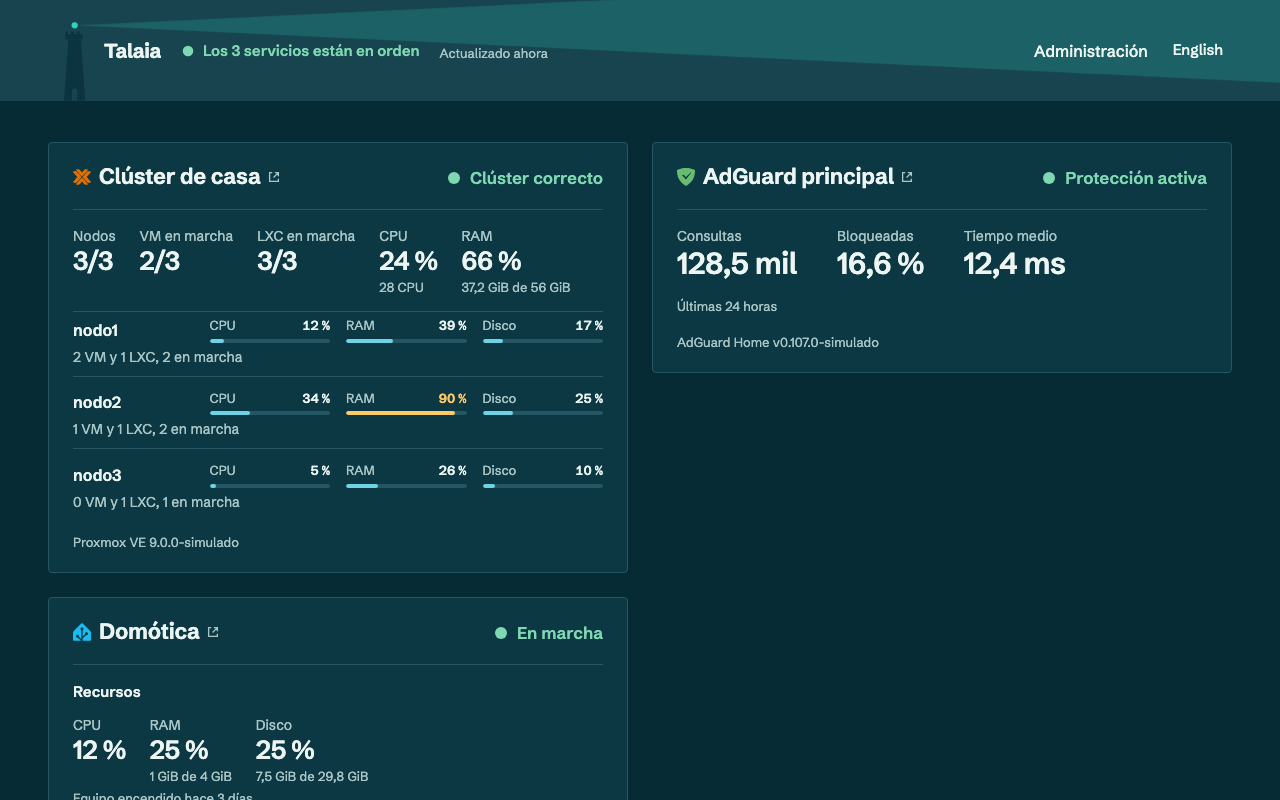 Talaia
Los 3 servicios están en orden
Actualizado ahora
Administración
English
Clúster de casa
Clúster correcto
Nodos VM en marcha LXC en marcha CPU RAM
3/3 2/3 3/3 24 % 66 %
28 CPU 37,2 GiB de 56 GiB
nodo1 CPU 12 % RAM 39 % Disco 17 %
2 VM y 1 LXC, 2 en marcha
nodo2 CPU 34 % RAM 90 % Disco 25 %
1 VM y 1 LXC, 2 en marcha
nodo3 CPU 5 % RAM 26 % Disco 10 %
0 VM y 1 LXC, 1 en marcha
Proxmox VE 9.0.0-simulado
AdGuard principal
Protección activa
Consultas Bloqueadas Tiempo medio
128,5 mil 16,6 % 12,4 ms
Últimas 24 horas
AdGuard Home v0.107.0-simulado
Domótica
En marcha
Recursos
CPU RAM Disco
12 % 25 % 25 %
1 GiB de 4 GiB 7,5 GiB de 29,8 GiB
Equipo encendido hace 3 días